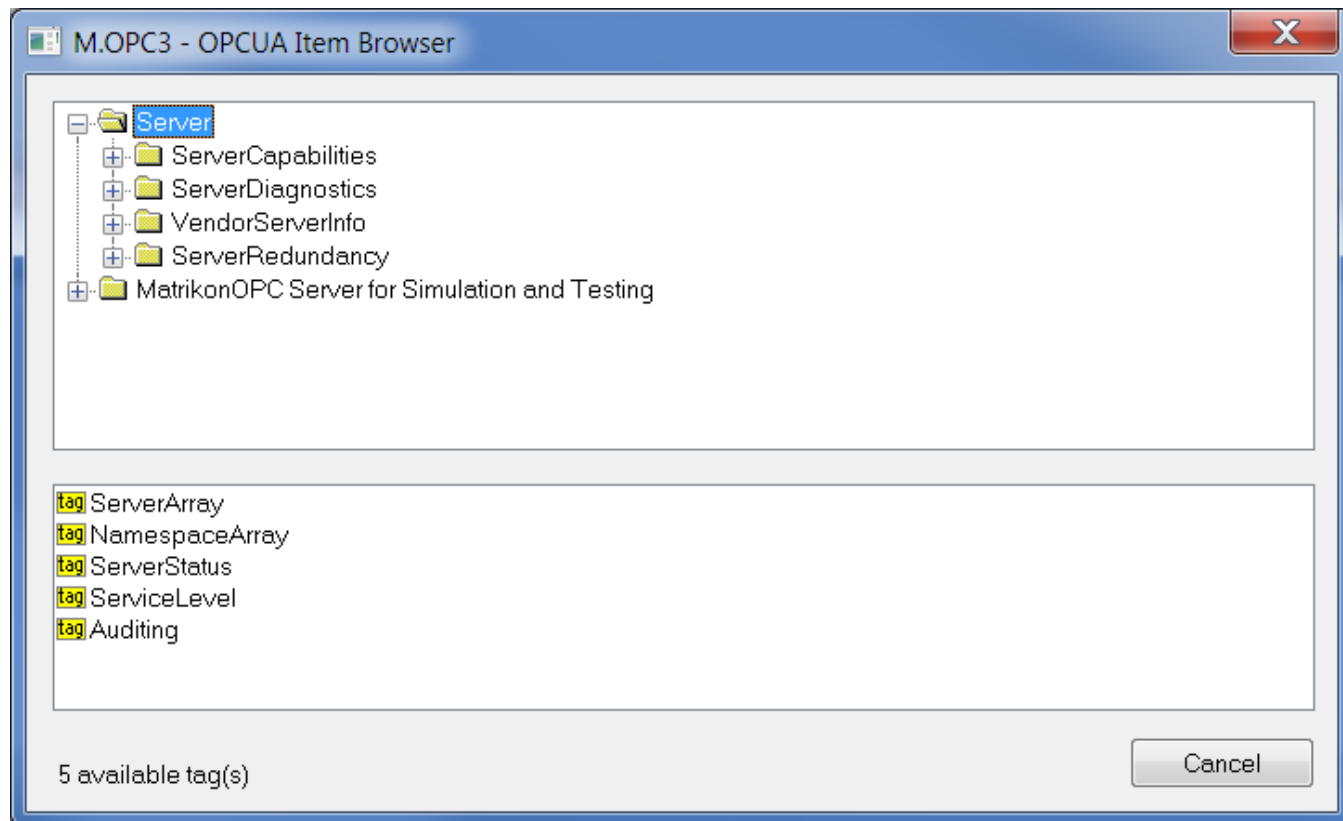 M.OPC3 - OPCUA Item Browser
X
Server
ServerCapabilities
ServerDiagnostics
VendorServerInfo
ServerRedundancy
MatrikonOPC Server for Simulation and Testing
tag ServerArray
tag NamespaceArray
tag ServerStatus
tag ServiceLevel
tag Auditing
5 available tag(s)
Cancel